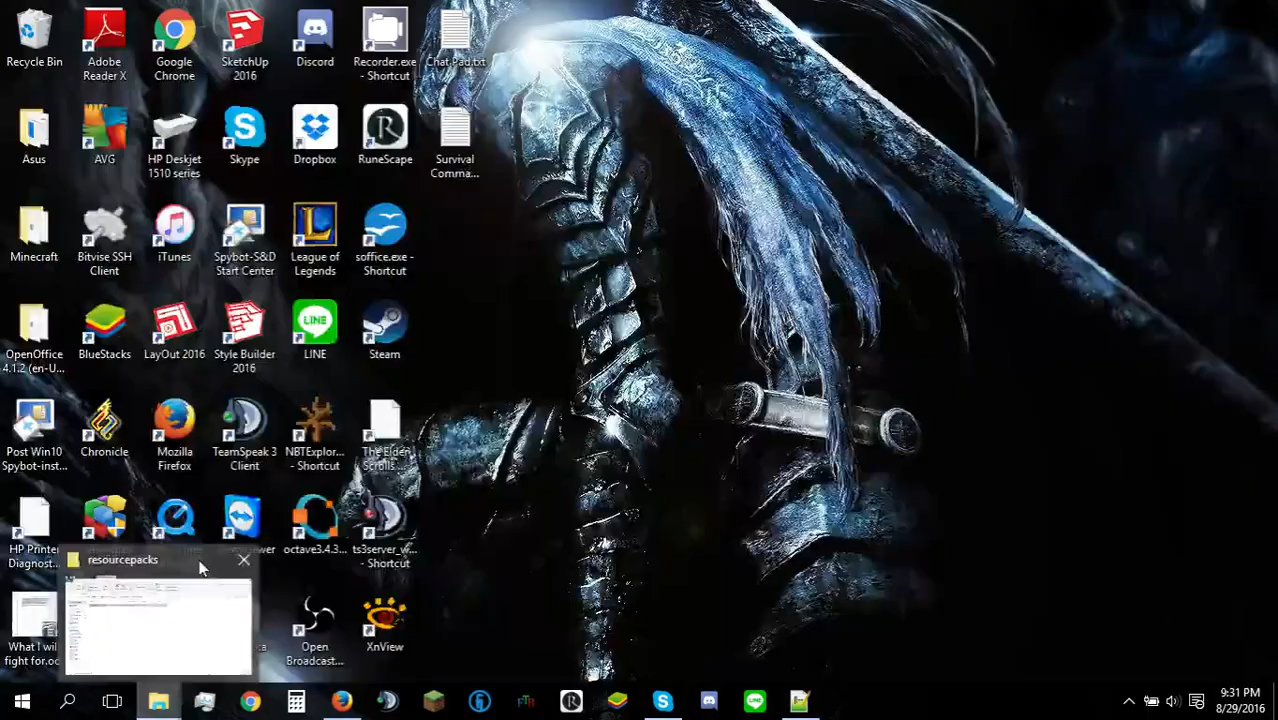 Recycle Bin
Adobe
Reader X
Google
Chrome
SketchUp
2016
Discord
Recorder.exe
- Shortcut
Chat Pad.txt
Asus
AVG
HP Deskjet
1510 series
Skype
Dropbox
RuneScape
Survival
Comma...
Minecraft
Bitvise SSH
Client
iTunes
Spybot-S&D
Start Center
League of
Legends
soffice.exe -
Shortcut
OpenOffice
4.1.2 (en-U...
BlueStacks
LayOut 2016
Style Builder
2016
LINE
LINE
Steam
Post Win10
Spybot-inst...
Chronicle
Mozilla
Firefox
TeamSpeak 3
Client
NBTExplor...
- Shortcut
The Elder
Scrolls ...
HP Printer
Diagnost...
octave3.4.3...
ts3server_w...
- Shortcut
resourcepacks
What I will
fight for.oc
Open
Broadcast...
XnView
9:31 PM
8/29/2016